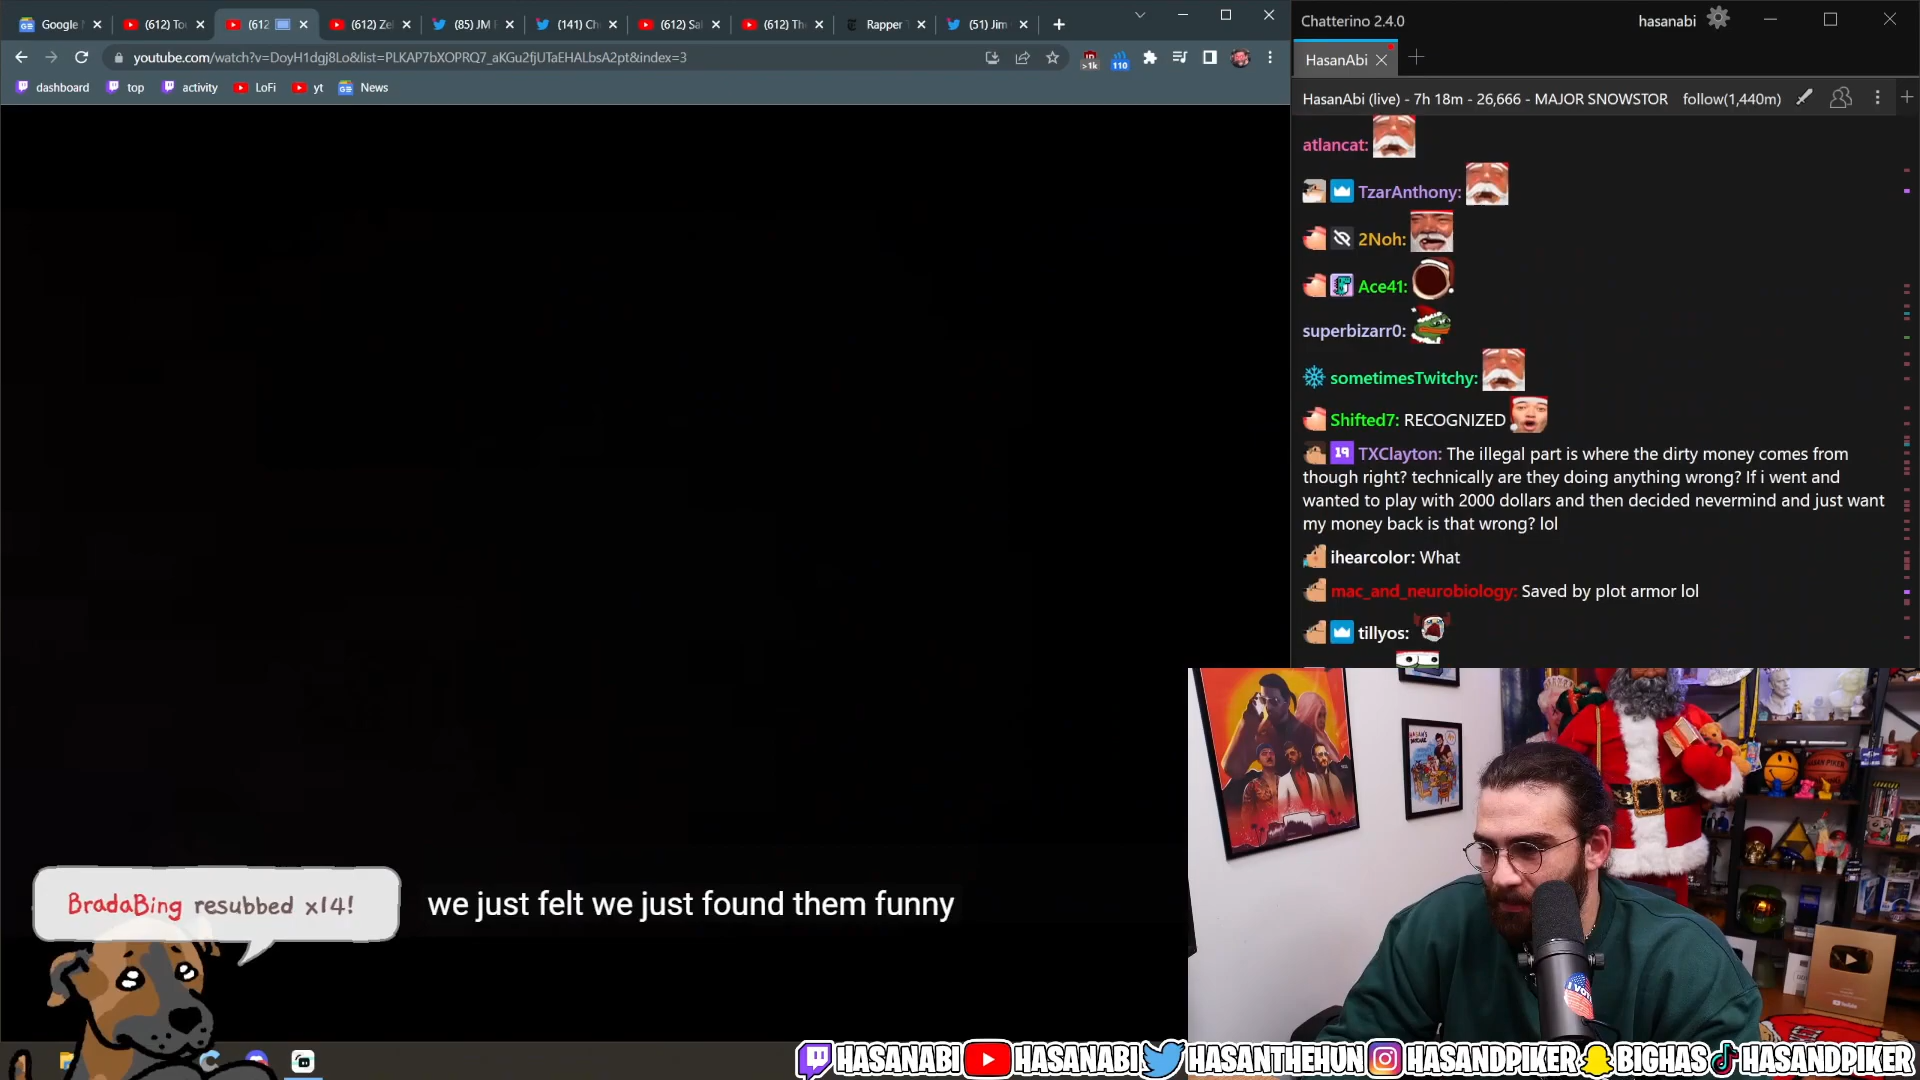 Google
(612) To
(612
(612) Ze
(85) JM
(141) Ch
(612) Sa
(612) Th
Rapper
(51) Jim
youtube.com/watch?v=DoyH1dgj8Lo&list=PLKAP7bXOPRQ7_aKGu2fjUTaEHALbsA2pt&index=3
>1k
110
dashboard
top
activity
LoFi
yt
News
Chatterino 2.4.0
hasanabi
HasanAbi
HasanAbi (live) - 7h 18m - 26,666 - MAJOR SNOWSTOR
follow(1,440m)
atlancat:
TzarAnthony:
2Noh:
Ace41:
superbizarr0:
sometimesTwitchy:
Shifted7: RECOGNIZED
19 TXClayton: The illegal part is where the dirty money comes from
though right? technically are they doing anything wrong? If i went and
wanted to play with 2000 dollars and then decided nevermind and just want
my money back is that wrong? lol
ihearcolor: What
mac_and_neurobiology: Saved by plot armor lol
tillyos:
BradaBing resubbed x14!
we just felt we just found them funny
I VOTE
HASANABI HASANABI HASANTHEHUN HASANDPIKER BIGHAS HASANDPIKER